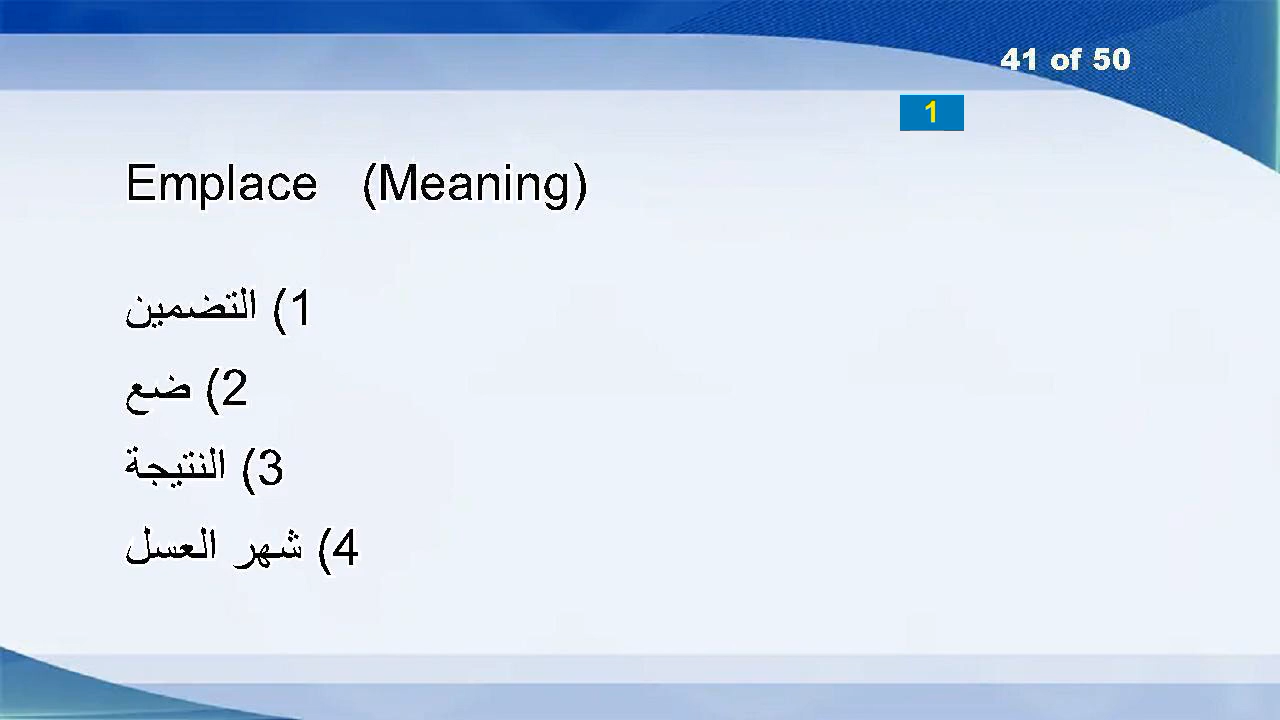 41 of 50
1
Emplace (Meaning)
1) التضمين
2) ضع
3) النتيجة
4) شهر العسل